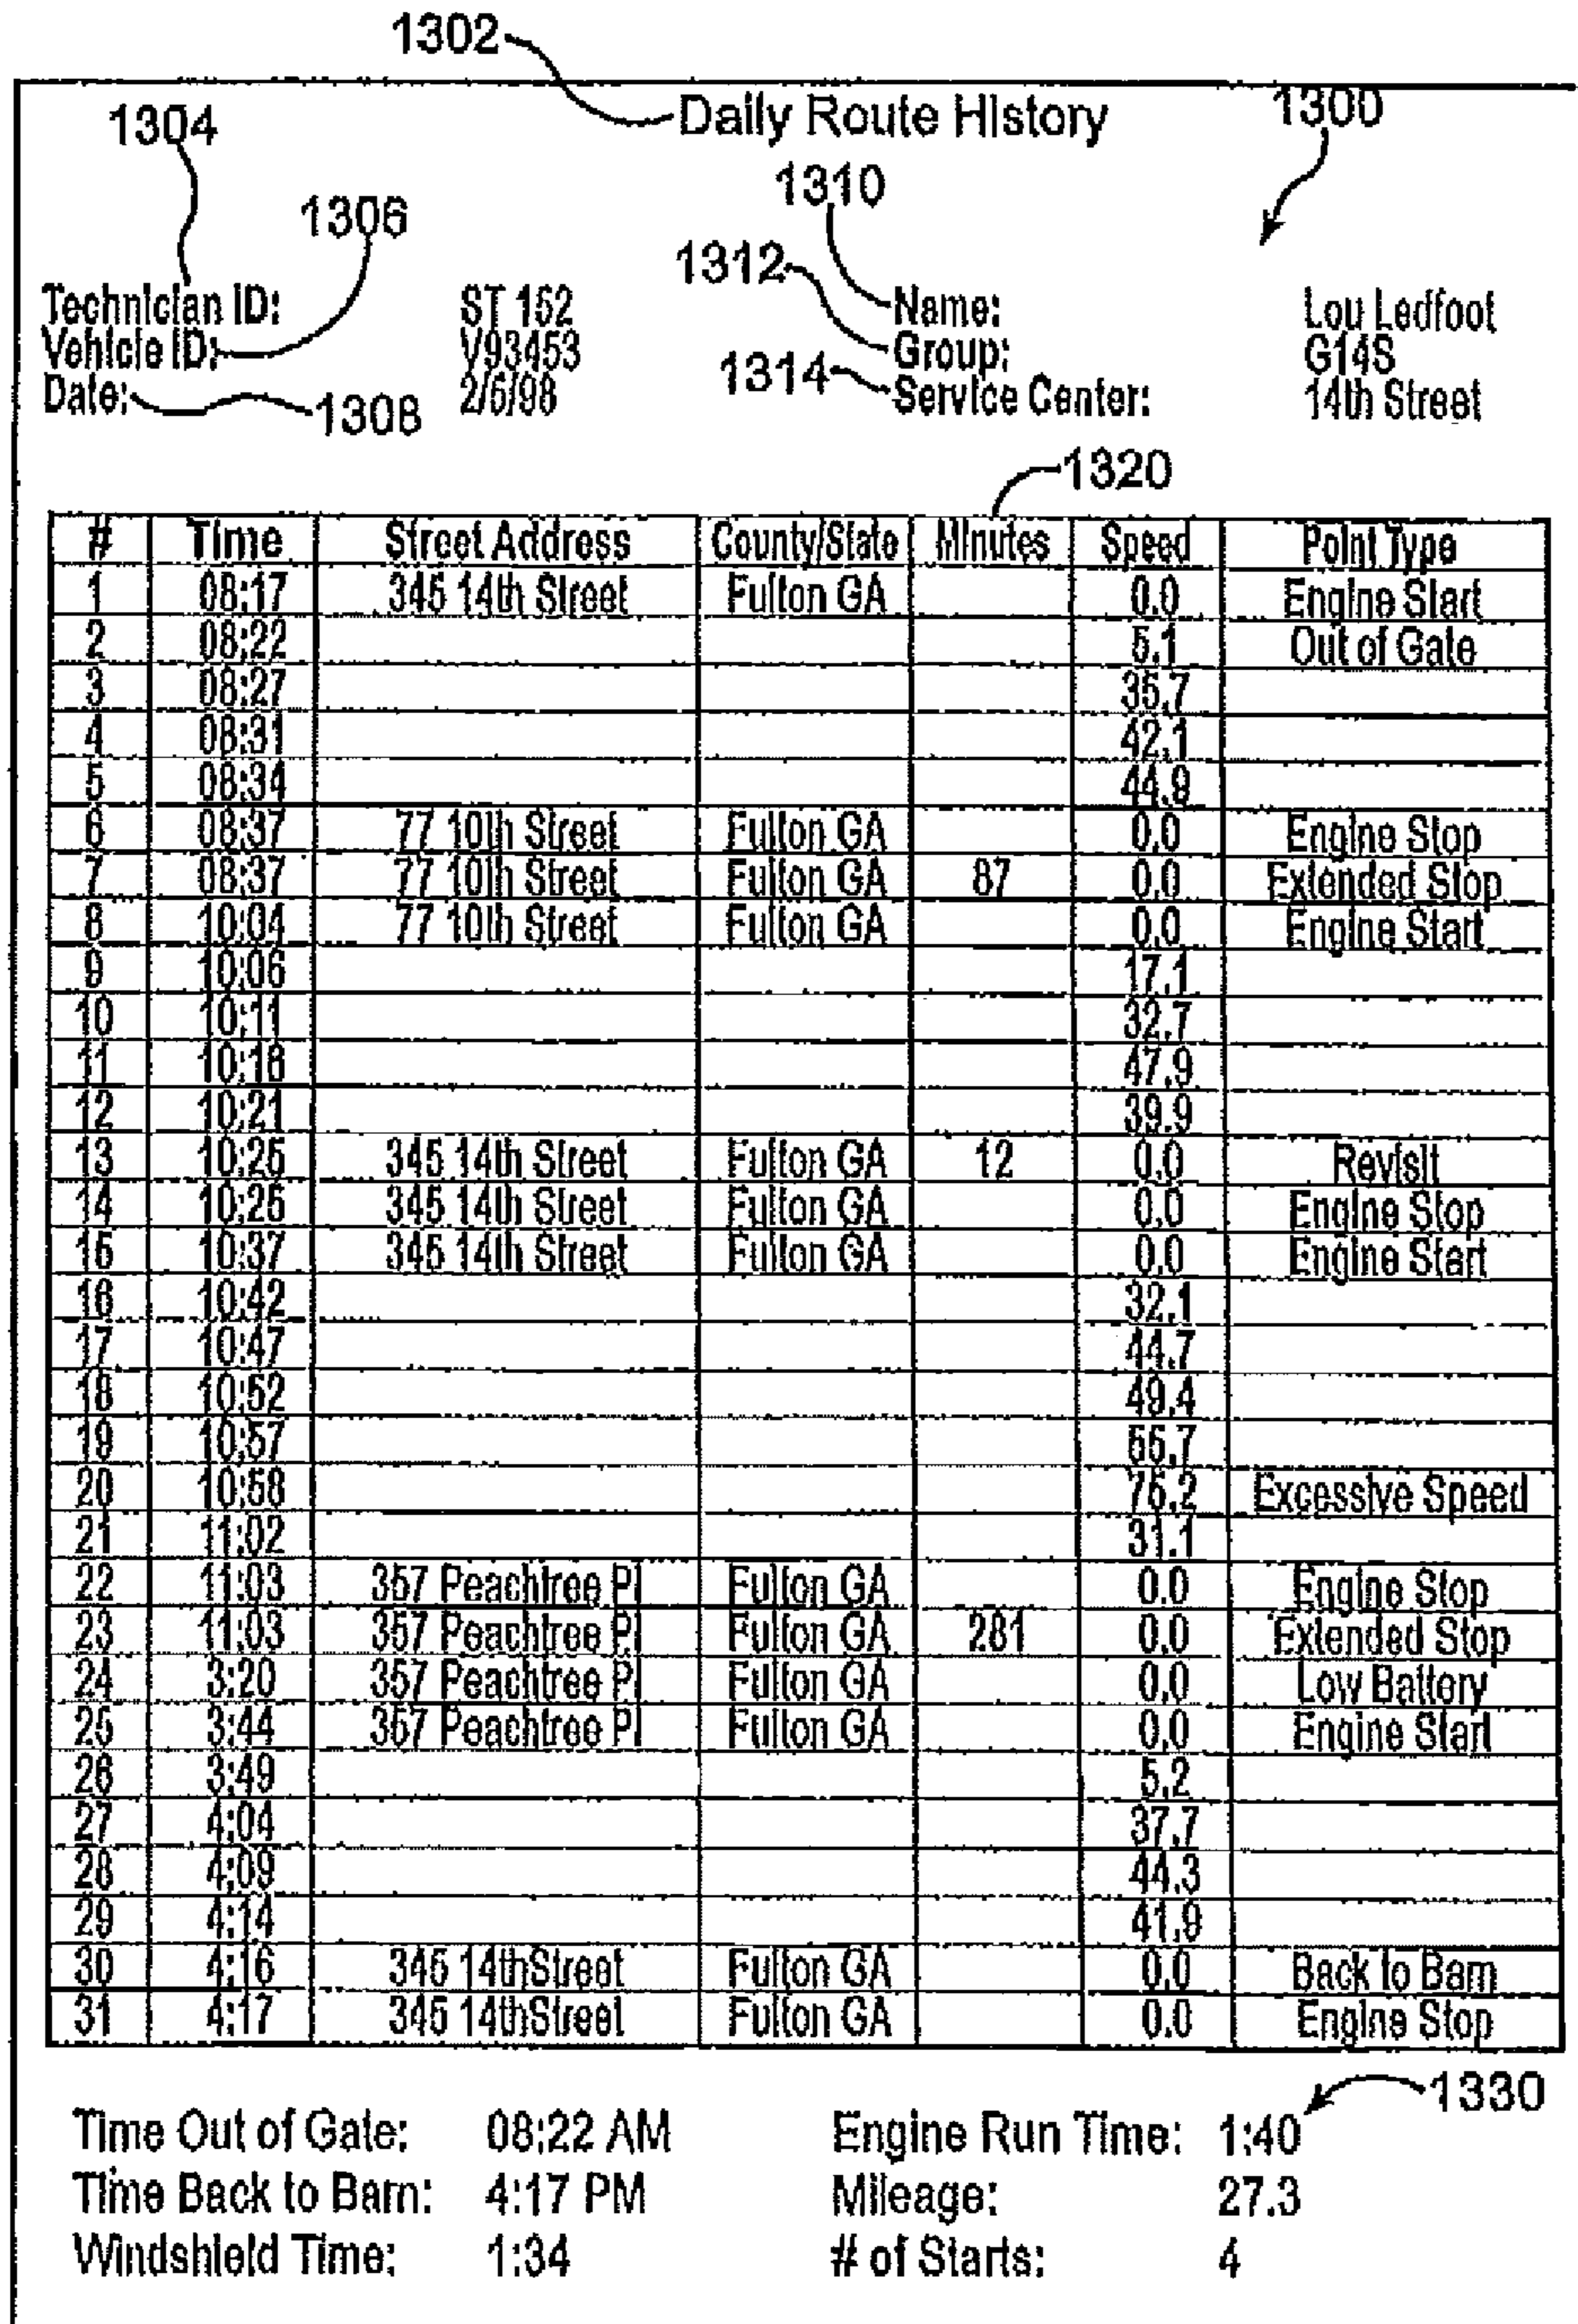 1302
Daily Route History
1300
1304
1310
1306
1312
Technician ID: ST 152 Name: Lou Ledfoot
Vehicle ID: V93453 Group: G14S
1314
Date: 2/5/98 Service Center: 14th Street
1308
1320
# Time Street Address County/State Minutes Speed Point Type
1 08:17 345 14th Street Fulton GA 0.0 Engine Start
2 08:22 5.1 Out of Gate
3 08:27 35.7
4 08:31 42.1
5 08:34 44.9
6 08:37 77 10th Street Fulton GA 0.0 Engine Stop
7 08:37 77 10th Street Fulton GA 87 0.0 Extended Stop
8 10:04 77 10th Street Fulton GA 0.0 Engine Start
9 10:06 17.1
10 10:11 32.7
11 10:16 47.9
12 10:21 39.9
13 10:25 345 14th Street Fulton GA 12 0.0 Revisit
14 10:25 345 14th Street Fulton GA 0.0 Engine Stop
15 10:37 345 14th Street Fulton GA 0.0 Engine Start
16 10:42 32.1
17 10:47 44.7
18 10:52 49.4
19 10:57 55.7
20 10:58 75.2 Excessive Speed
21 11:02 31.1
22 11:03 357 Peachtree Pl Fulton GA 0.0 Engine Stop
23 11:03 357 Peachtree Pl Fulton GA 281 0.0 Extended Stop
24 3:20 357 Peachtree Pl Fulton GA 0.0 Low Battery
25 3:44 357 Peachtree Pl Fulton GA 0.0 Engine Start
26 3:49 5.2
27 4:04 37.7
28 4:09 44.3
29 4:14 41.9
30 4:16 345 14thStreet Fulton GA 0.0 Back to Barn
31 4:17 345 14thStreet Fulton GA 0.0 Engine Stop
1330
Time Out of Gate: 08:22 AM Engine Run Time: 1:40
Time Back to Barn: 4:17 PM Mileage: 27.3
Windshield Time: 1:34 # of Starts: 4